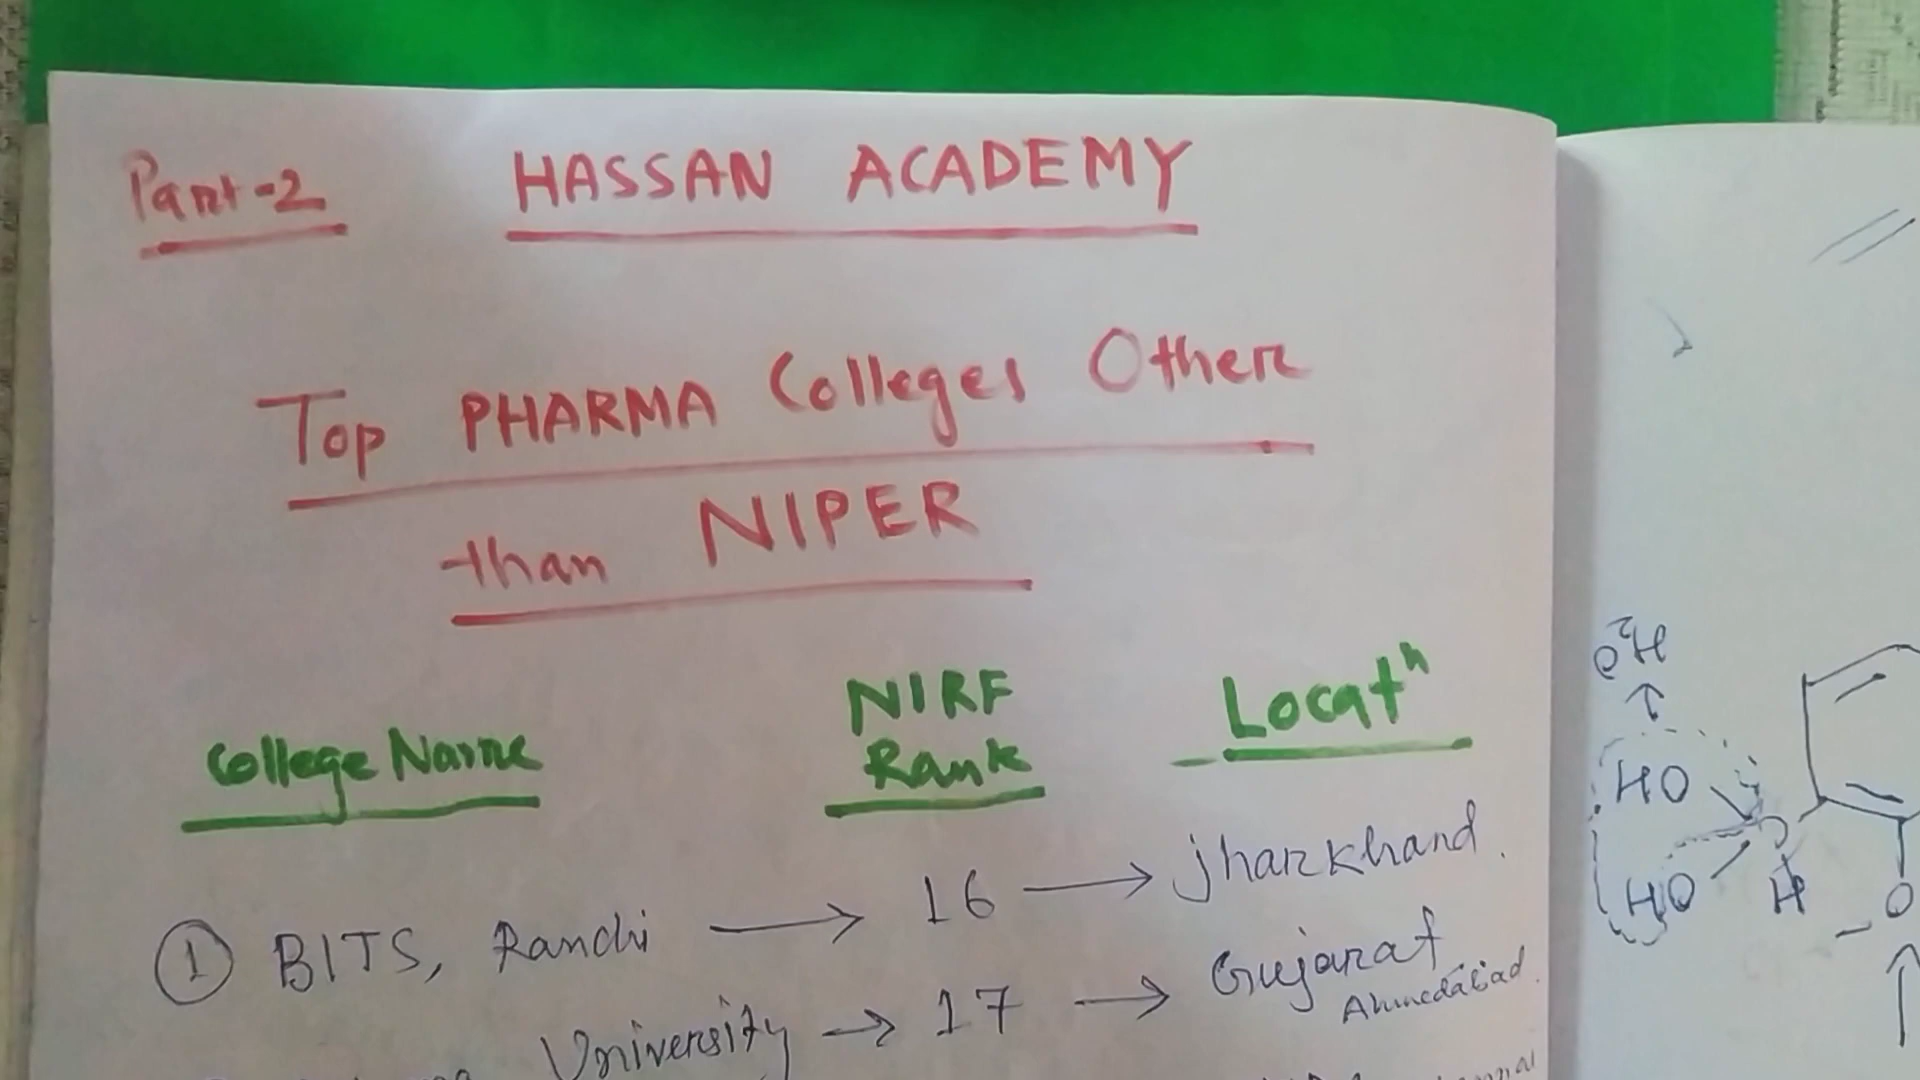 Part-2 HASSAN ACADEMY
Top PHARMA Colleges Other
than NIPER
College Name NIRF Rank Locatⁿ
① BITS, Ranchi → 16 → jharkhand.
University → 17 → Gujarat
Ahmedabad.
H2O
HO
HO H
O